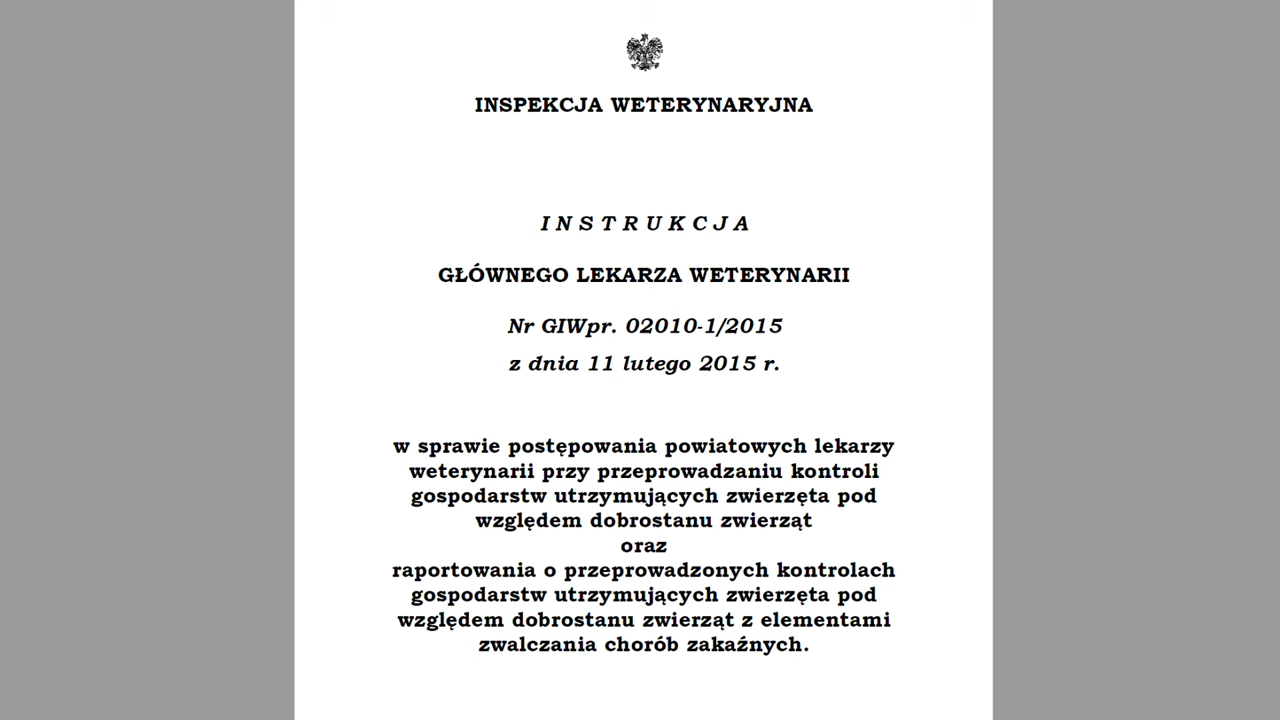 INSPEKCJA WETERYNARYJNA
I N S T R U K C J A
GŁÓWNEGO LEKARZA WETERYNARII
Nr GIWpr. 02010-1/2015
z dnia 11 lutego 2015 r.
w sprawie postępowania powiatowych lekarzy
weterynarii przy przeprowadzaniu kontroli
gospodarstw utrzymujących zwierzęta pod
względem dobrostanu zwierząt
oraz
raportowania o przeprowadzonych kontrolach
gospodarstw utrzymujących zwierzęta pod
względem dobrostanu zwierząt z elementami
zwalczania chorób zakaźnych.